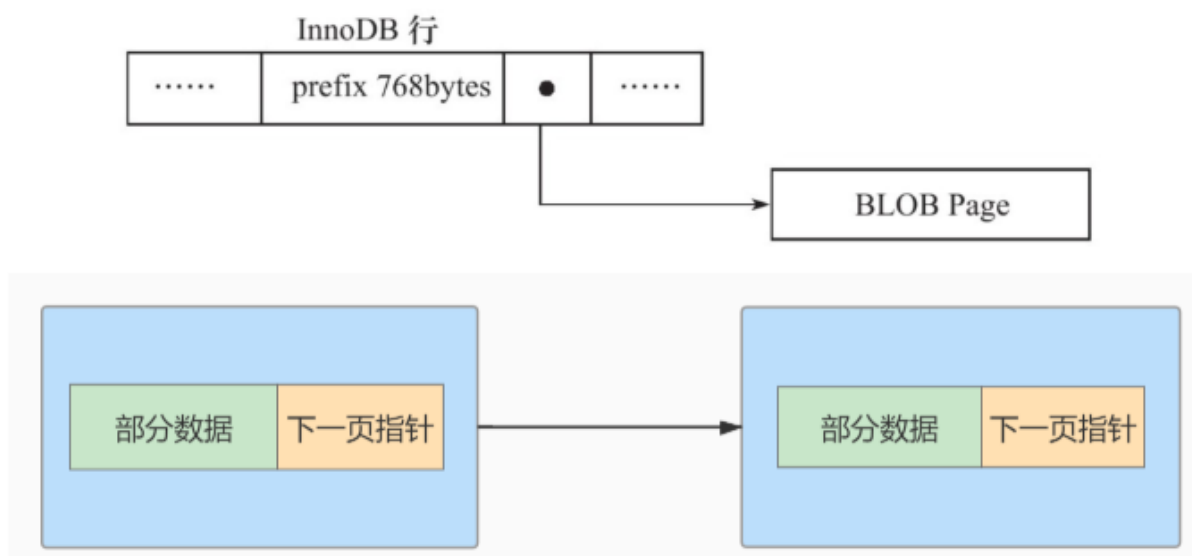 InnoDB 行
…… prefix 768bytes ……
BLOB Page
部分数据 下一页指针 部分数据 下一页指针